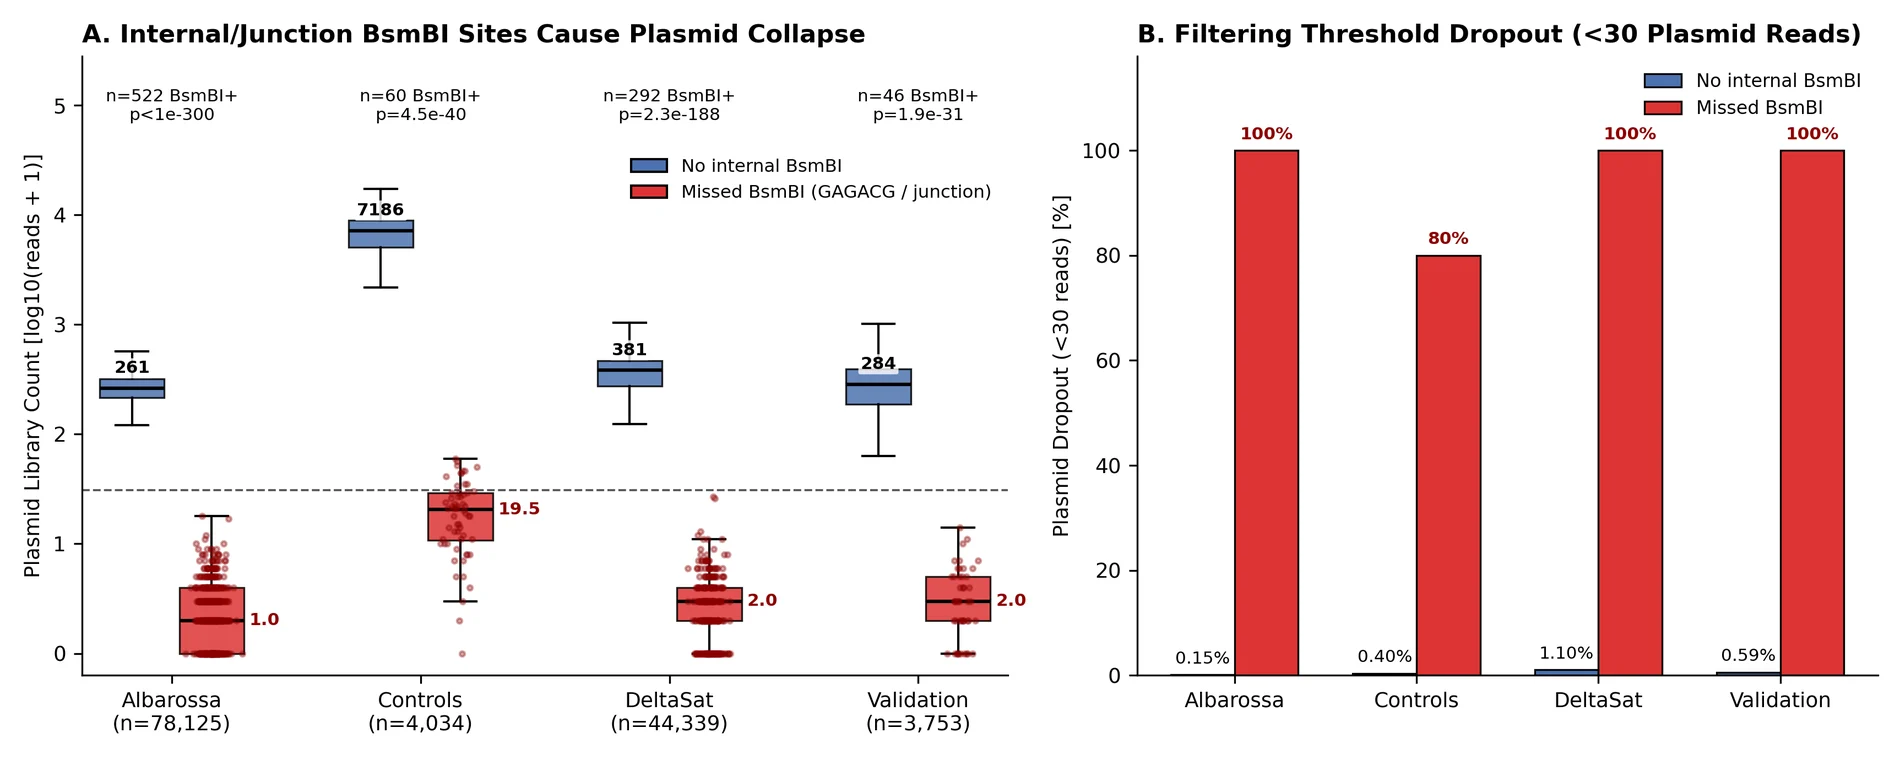 A. Internal/Junction BsmBI Sites Cause Plasmid Collapse
Plasmid Library Count [log10(reads + 1)]
5
4
3
2
1
0
n=522 BsmBI+
p<1e-300
n=60 BsmBI+
p=4.5e-40
n=292 BsmBI+
p=2.3e-188
n=46 BsmBI+
p=1.9e-31
No internal BsmBI
Missed BsmBI (GAGACG / junction)
261
7186
381
284
1.0
19.5
2.0
2.0
Albarossa
(n=78,125)
Controls
(n=4,034)
DeltaSat
(n=44,339)
Validation
(n=3,753)
B. Filtering Threshold Dropout (<30 Plasmid Reads)
Plasmid Dropout (<30 reads) [%]
100
80
60
40
20
0
No internal BsmBI
Missed BsmBI
100%
80%
100%
100%
0.15%
0.40%
1.10%
0.59%
Albarossa
Controls
DeltaSat
Validation